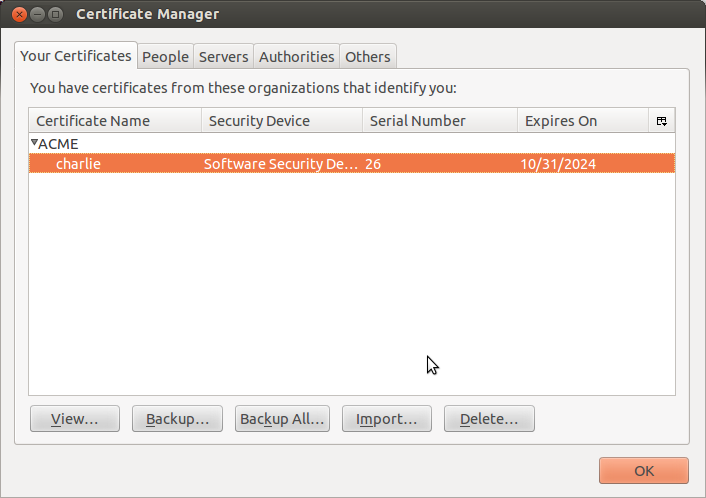 Certificate Manager
Your Certificates People Servers Authorities Others
You have certificates from these organizations that identify you:
Certificate Name Security Device Serial Number Expires On
ACME
charlie Software Security De... 26 10/31/2024
View... Backup... Backup All... Import... Delete...
OK